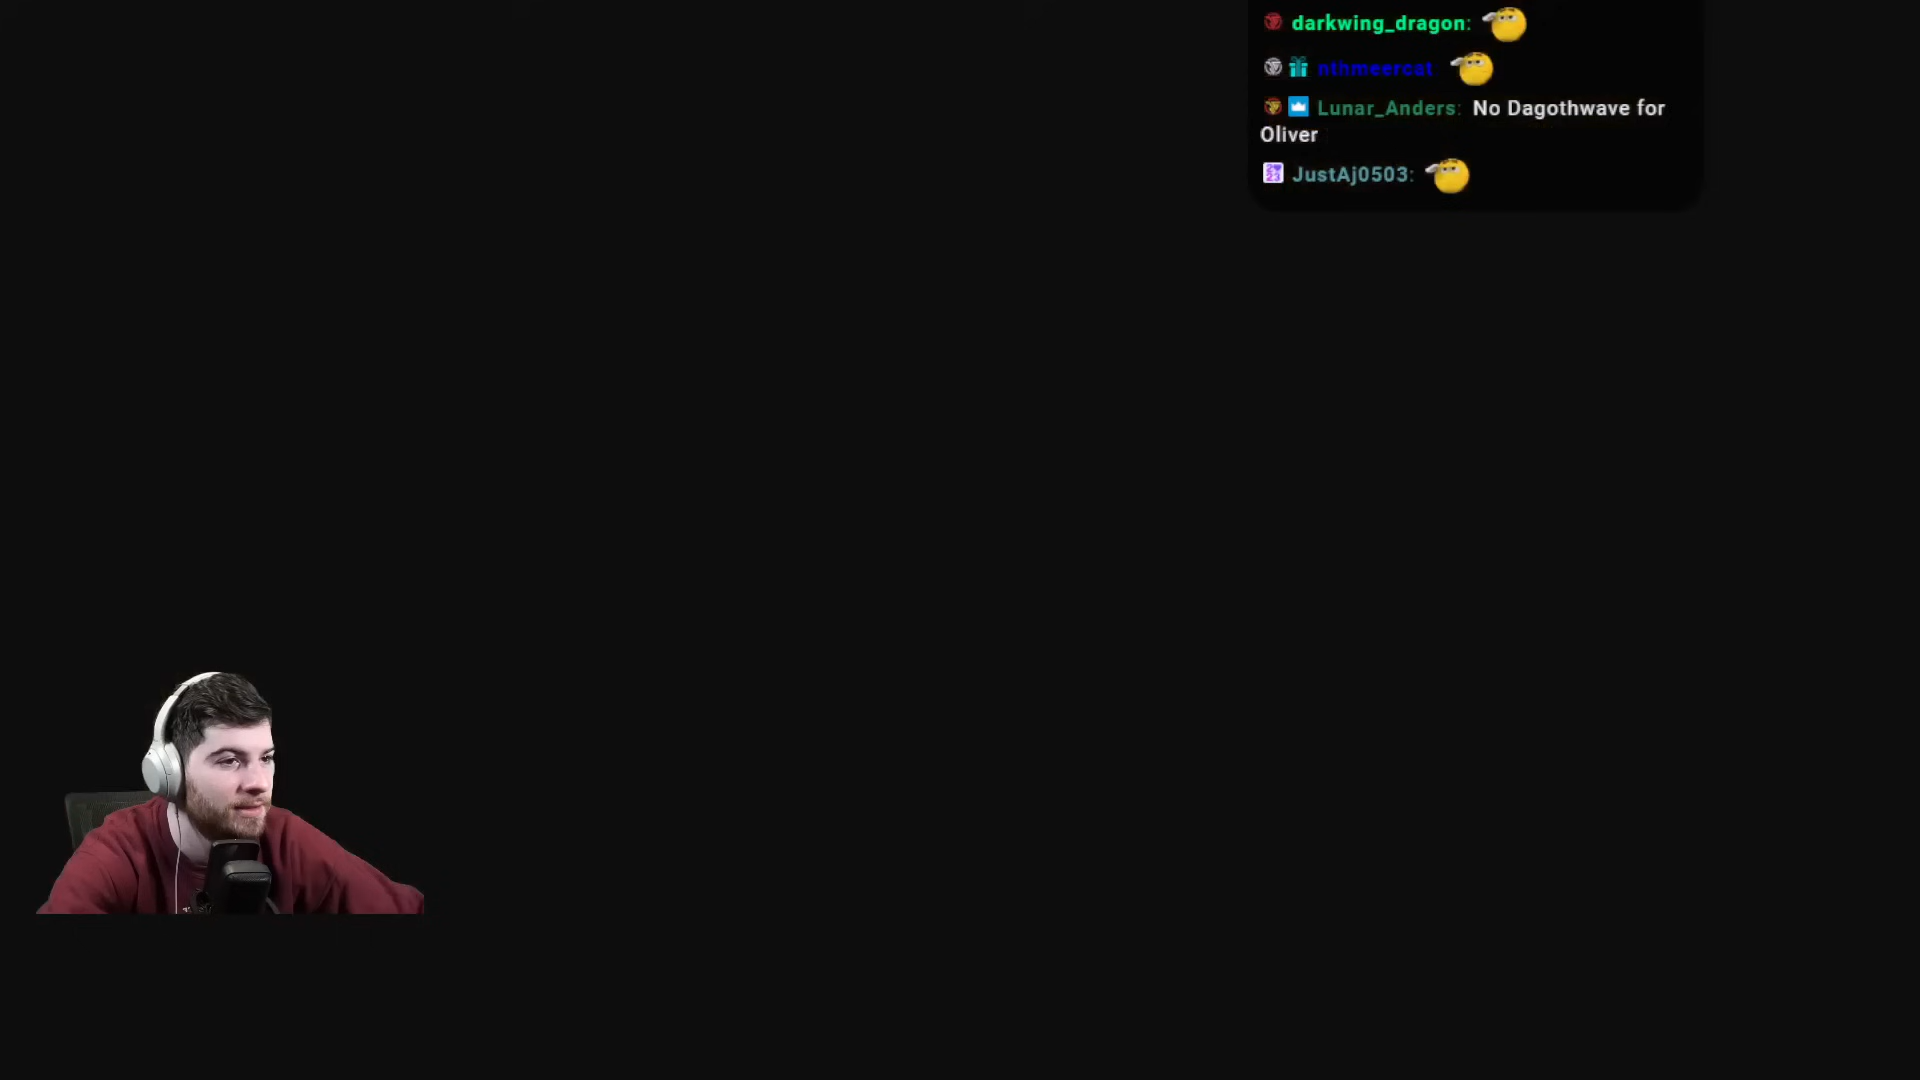 darkwing_dragon:
nthmeercat:
Lunar_Anders: No Dagothwave for
Oliver
JustAj0503: